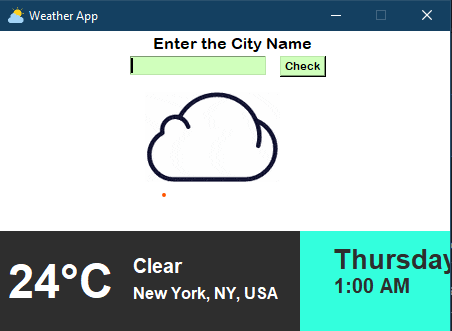 Weather App
Enter the City Name
Check
24°C
Clear
New York, NY, USA
Thursday
1:00 AM